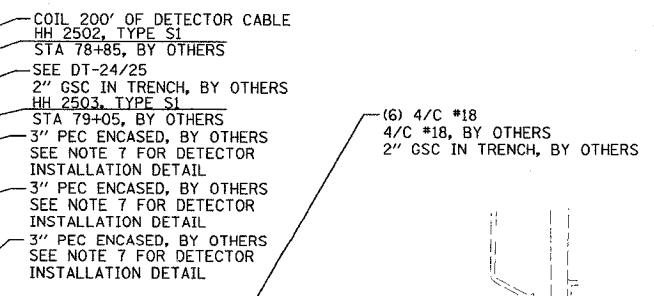 COIL 200' OF DETECTOR CABLE
HH 2502, TYPE S1
STA 78+85, BY OTHERS
SEE DT-24/25
2" GSC IN TRENCH, BY OTHERS
HH 2503, TYPE S1
STA 79+05, BY OTHERS
3" PEC ENCASED, BY OTHERS
SEE NOTE 7 FOR DETECTOR
INSTALLATION DETAIL
3" PEC ENCASED, BY OTHERS
SEE NOTE 7 FOR DETECTOR
INSTALLATION DETAIL
3" PEC ENCASED, BY OTHERS
SEE NOTE 7 FOR DETECTOR
INSTALLATION DETAIL
(6) 4/C #18
4/C #18, BY OTHERS
2" GSC IN TRENCH, BY OTHERS